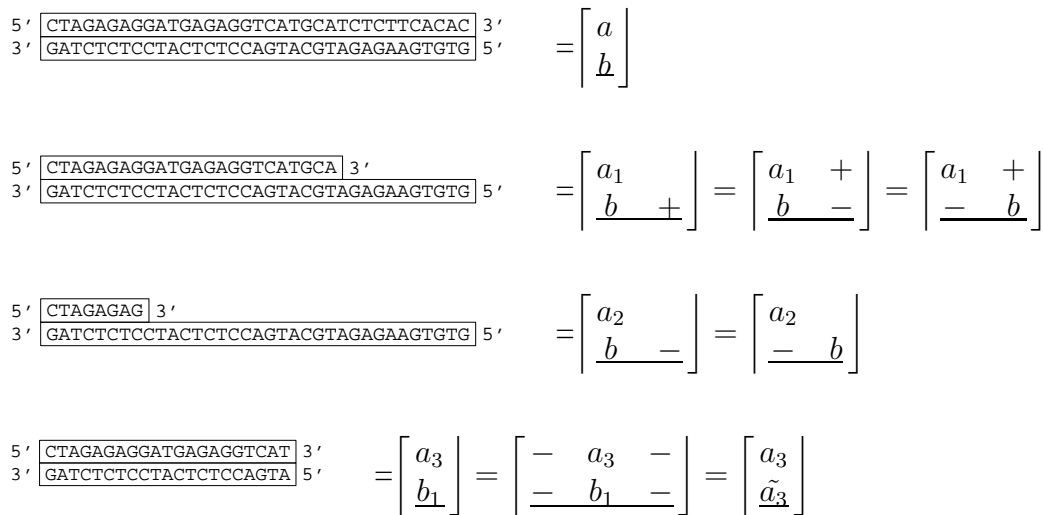 5′ CTAGAGAGGATGAGAGGTCATGCATCTCTTCACAC 3′
3′ GATCTCTCCTACTCTCCAGTACGTAGAGAAGTGTG 5′
= ⌈ a b ⌋
5′ CTAGAGAGGATGAGAGGTCATGCA 3′
3′ GATCTCTCCTACTCTCCAGTACGTAGAGAAGTGTG 5′
= ⌈ a₁ b + ⌋ = ⌈ a₁ + b − ⌋ = ⌈ a₁ + − b ⌋
5′ CTAGAGAG 3′
3′ GATCTCTCCTACTCTCCAGTACGTAGAGAAGTGTG 5′
= ⌈ a₂ b − ⌋ = ⌈ a₂ − b ⌋
5′ CTAGAGAGGATGAGAGGTCAT 3′
3′ GATCTCTCCTACTCTCCAGTA 5′
= ⌈ a₃ b₁ ⌋ = ⌈ − a₃ − − b₁ − ⌋ = ⌈ a₃ ã₃ ⌋